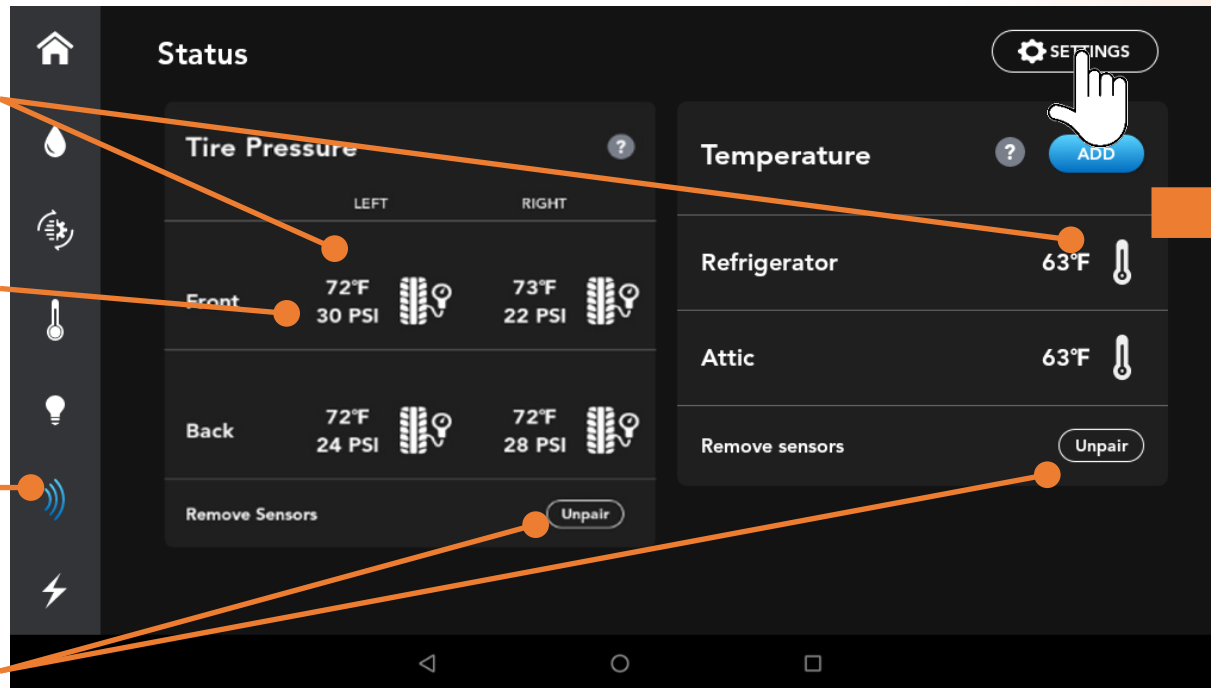 Status
SETTINGS
Tire Pressure
?
LEFT
RIGHT
Front
72°F
30 PSI
73°F
22 PSI
Back
72°F
24 PSI
72°F
28 PSI
Remove Sensors
Unpair
Temperature
?
ADD
Refrigerator
63°F
Attic
63°F
Remove sensors
Unpair